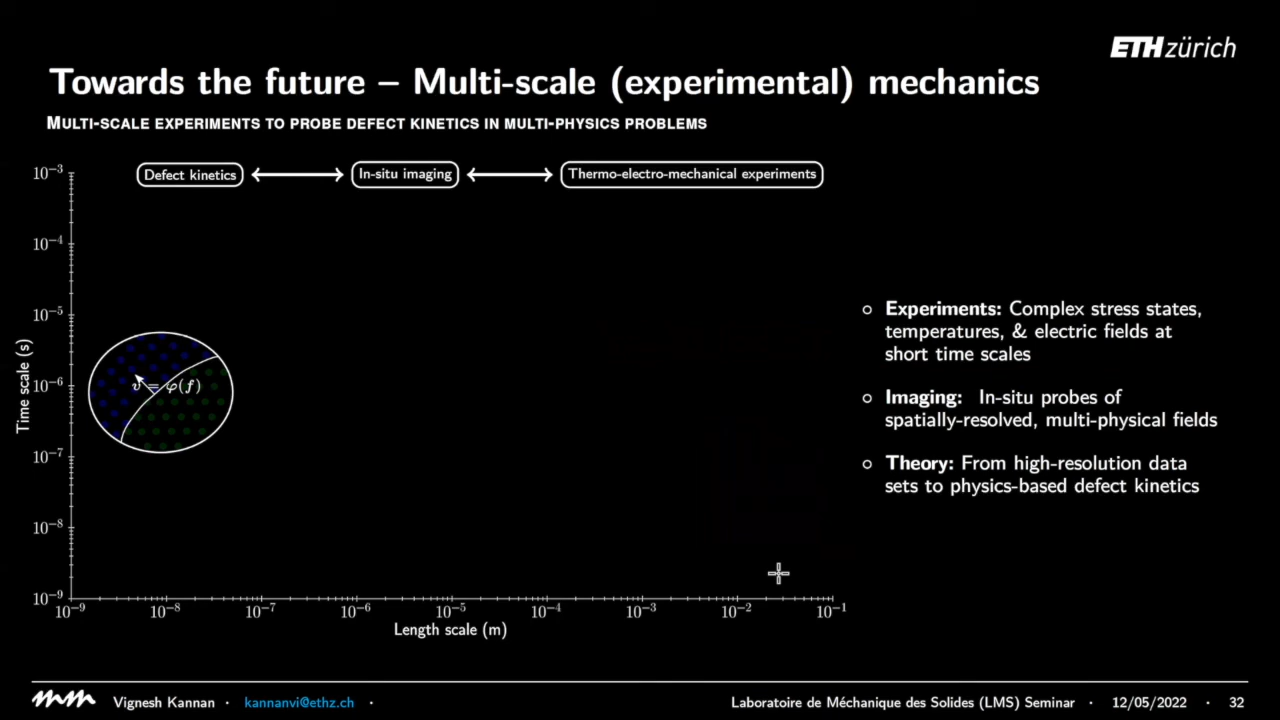 ETH zürich
Towards the future – Multi-scale (experimental) mechanics
MULTI-SCALE EXPERIMENTS TO PROBE DEFECT KINETICS IN MULTI-PHYSICS PROBLEMS
Defect kinetics
In-situ imaging
Thermo-electro-mechanical experiments
10⁻³
10⁻⁴
10⁻⁵
10⁻⁶
10⁻⁷
10⁻⁸
10⁻⁹
Time scale (s)
v = φ(f)
10⁻⁹ 10⁻⁸ 10⁻⁷ 10⁻⁶ 10⁻⁵ 10⁻⁴ 10⁻³ 10⁻² 10⁻¹
Length scale (m)
Experiments: Complex stress states,
temperatures, & electric fields at
short time scales
Imaging: In-situ probes of
spatially-resolved, multi-physical fields
Theory: From high-resolution data
sets to physics-based defect kinetics
Vignesh Kannan · kannanvi@ethz.ch ·
Laboratoire de Méchanique des Solides (LMS) Seminar · 12/05/2022 · 32